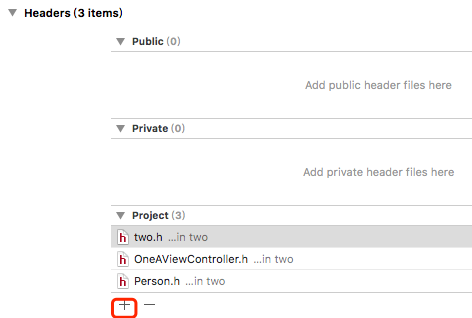 Headers (3 items)
Public (0)
Add public header files here
Private (0)
Add private header files here
Project (3)
h two.h ...in two
h OneAViewController.h ...in two
h Person.h ...in two